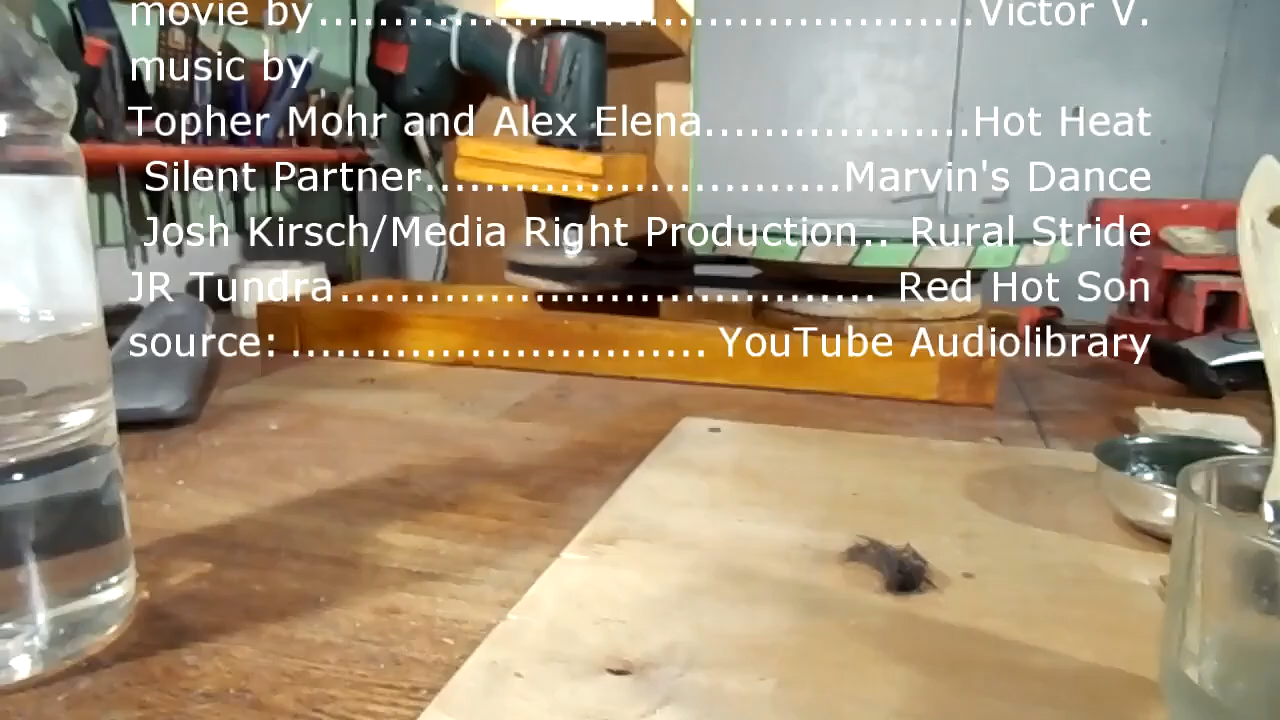 movie by............................................Victor V.
music by
Topher Mohr and Alex Elena..................Hot Heat
Silent Partner............................Marvin's Dance
Josh Kirsch/Media Right Production.. Rural Stride
JR Tundra.................................... Red Hot Son
source: ............................ YouTube Audiolibrary